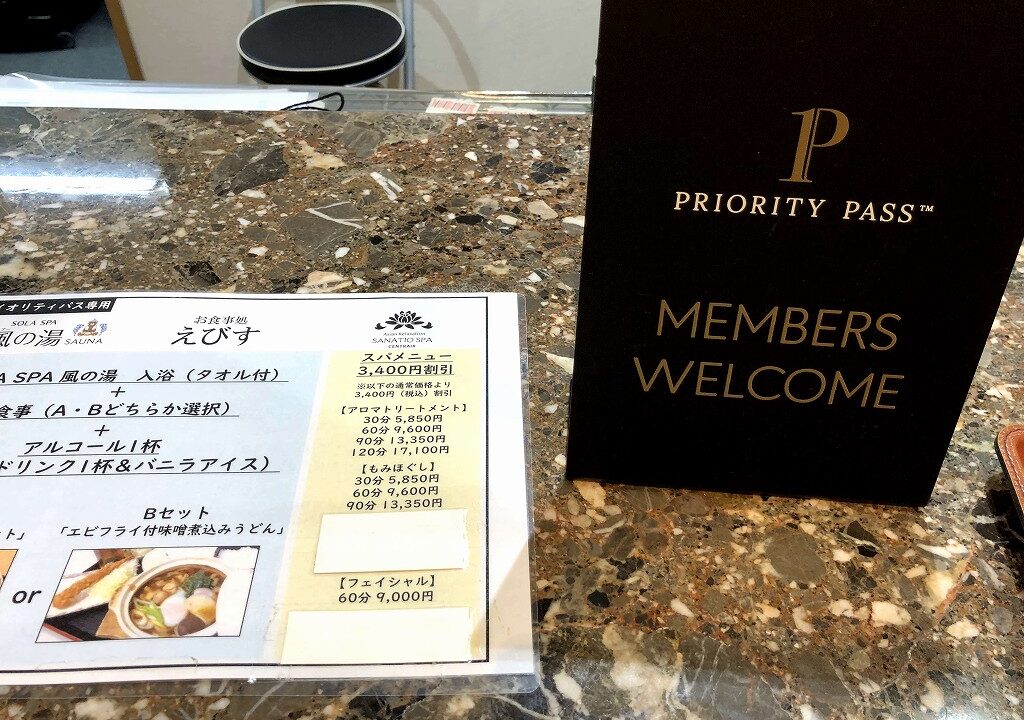 イオリティパス専用
SOLA SPA
風の湯 SAUNA
お食事処
えびす
Asian Relaxation
SANATIO SPA
CENTRAIR
A SPA 風の湯 入浴（タオル付）
＋
食事（A・Bどちらか選択）
＋
アルコール1杯
ドリンク1杯＆バニラアイス）
ット」
or
Bセット
「エビフライ付味噌煮込みうどん」
スパメニュー
3,400円割引
※以下の通常価格より
3,400円（税込）割引
【アロマトリートメント】
30分 5,850円
60分 9,600円
90分 13,350円
120分 17,100円
【もみほぐし】
30分 5,850円
60分 9,600円
90分 13,350円
【フェイシャル】
60分 9,000円
PRIORITY PASS™
MEMBERS
WELCOME